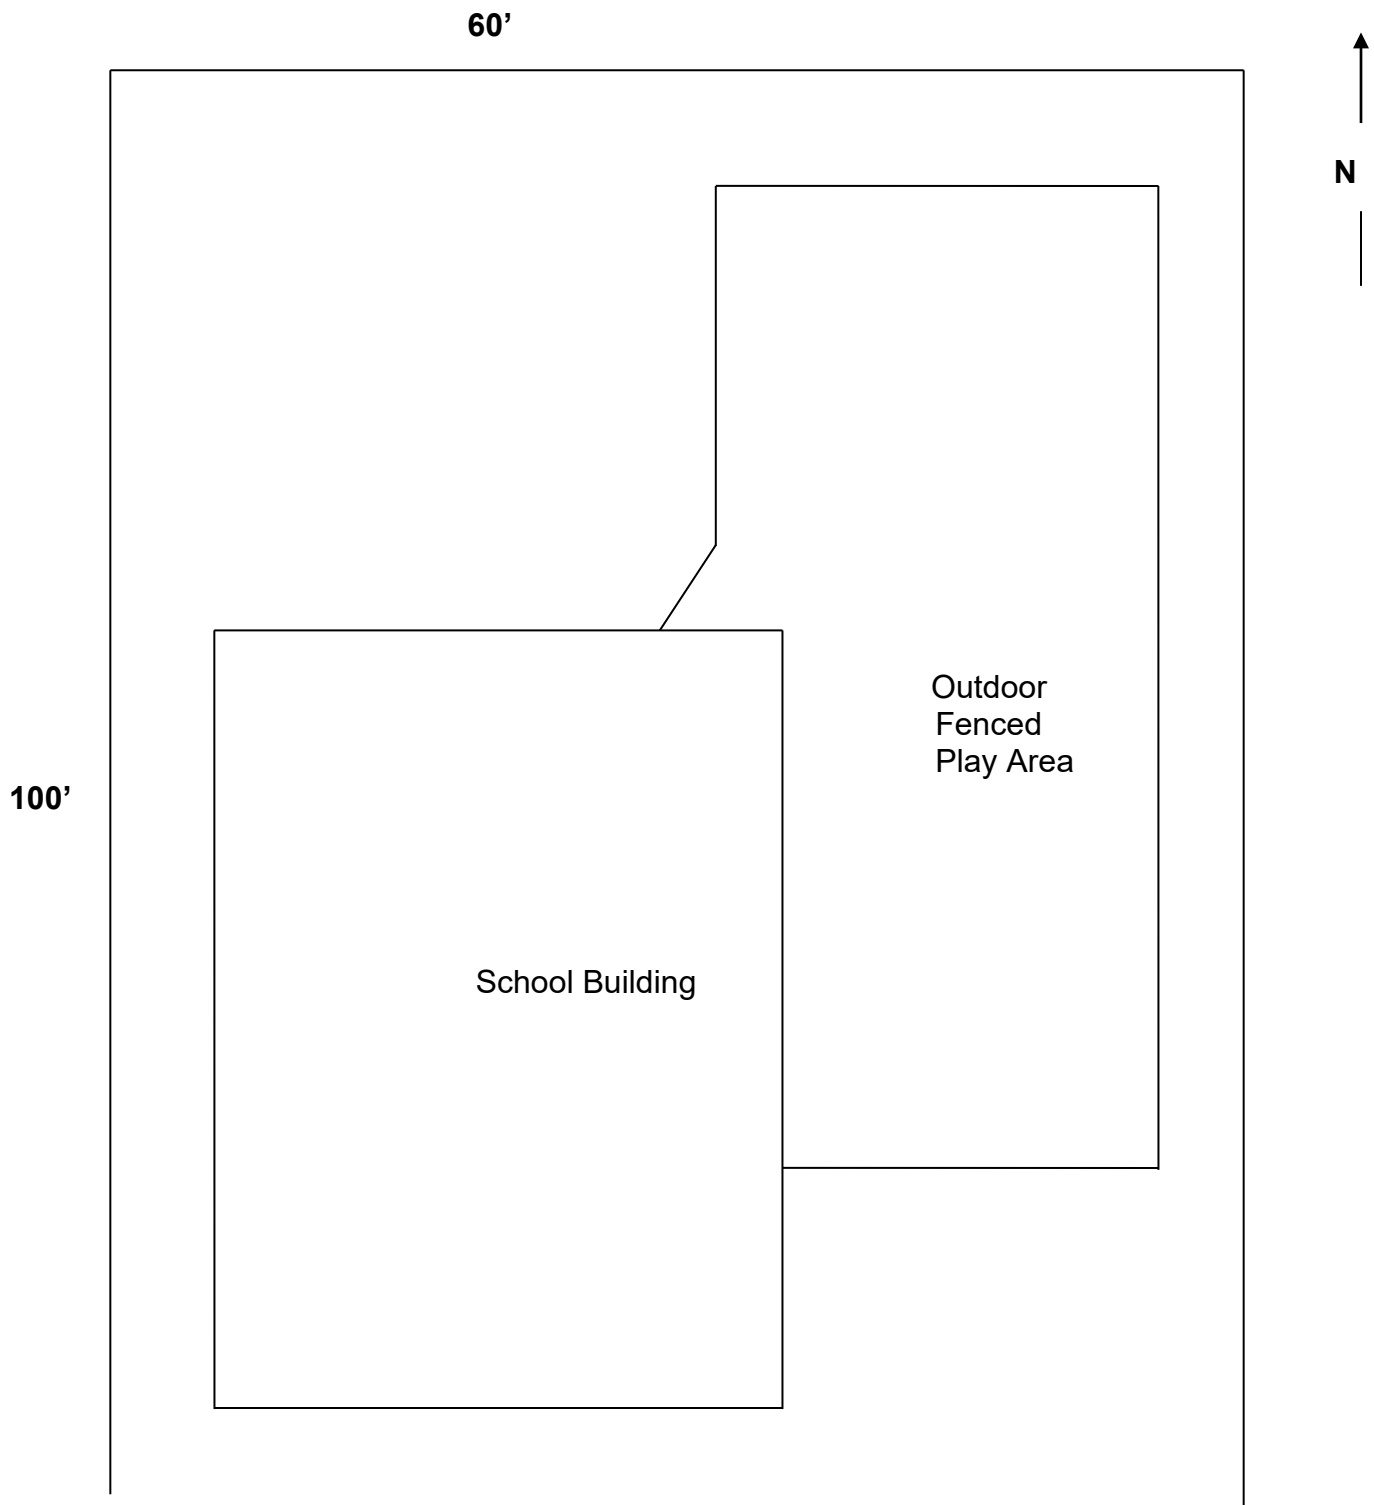 60’
N
Outdoor
Fenced
Play Area
100’
School Building